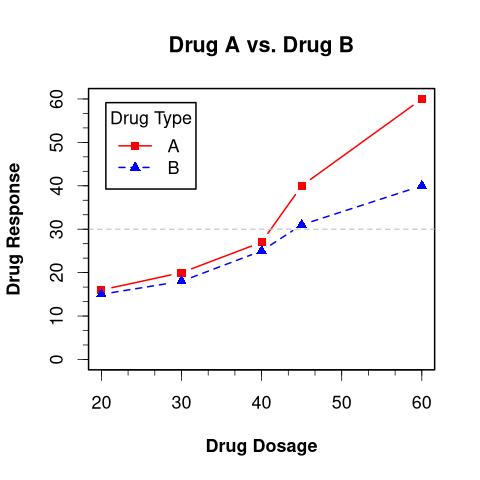 Drug A vs. Drug B
Drug Response
60
50
40
30
20
10
0
Drug Type
A
B
20 30 40 50 60
Drug Dosage